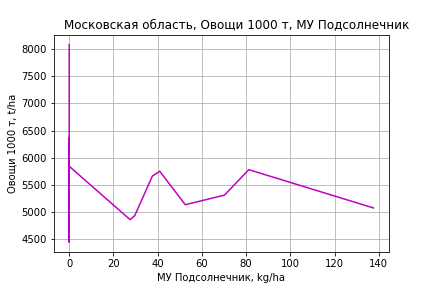 Московская область, Овощи 1000 т, МУ Подсолнечник
8000
7500
7000
6500
6000
5500
5000
4500
Овощи 1000 т, t/ha
0 20 40 60 80 100 120 140
МУ Подсолнечник, kg/ha